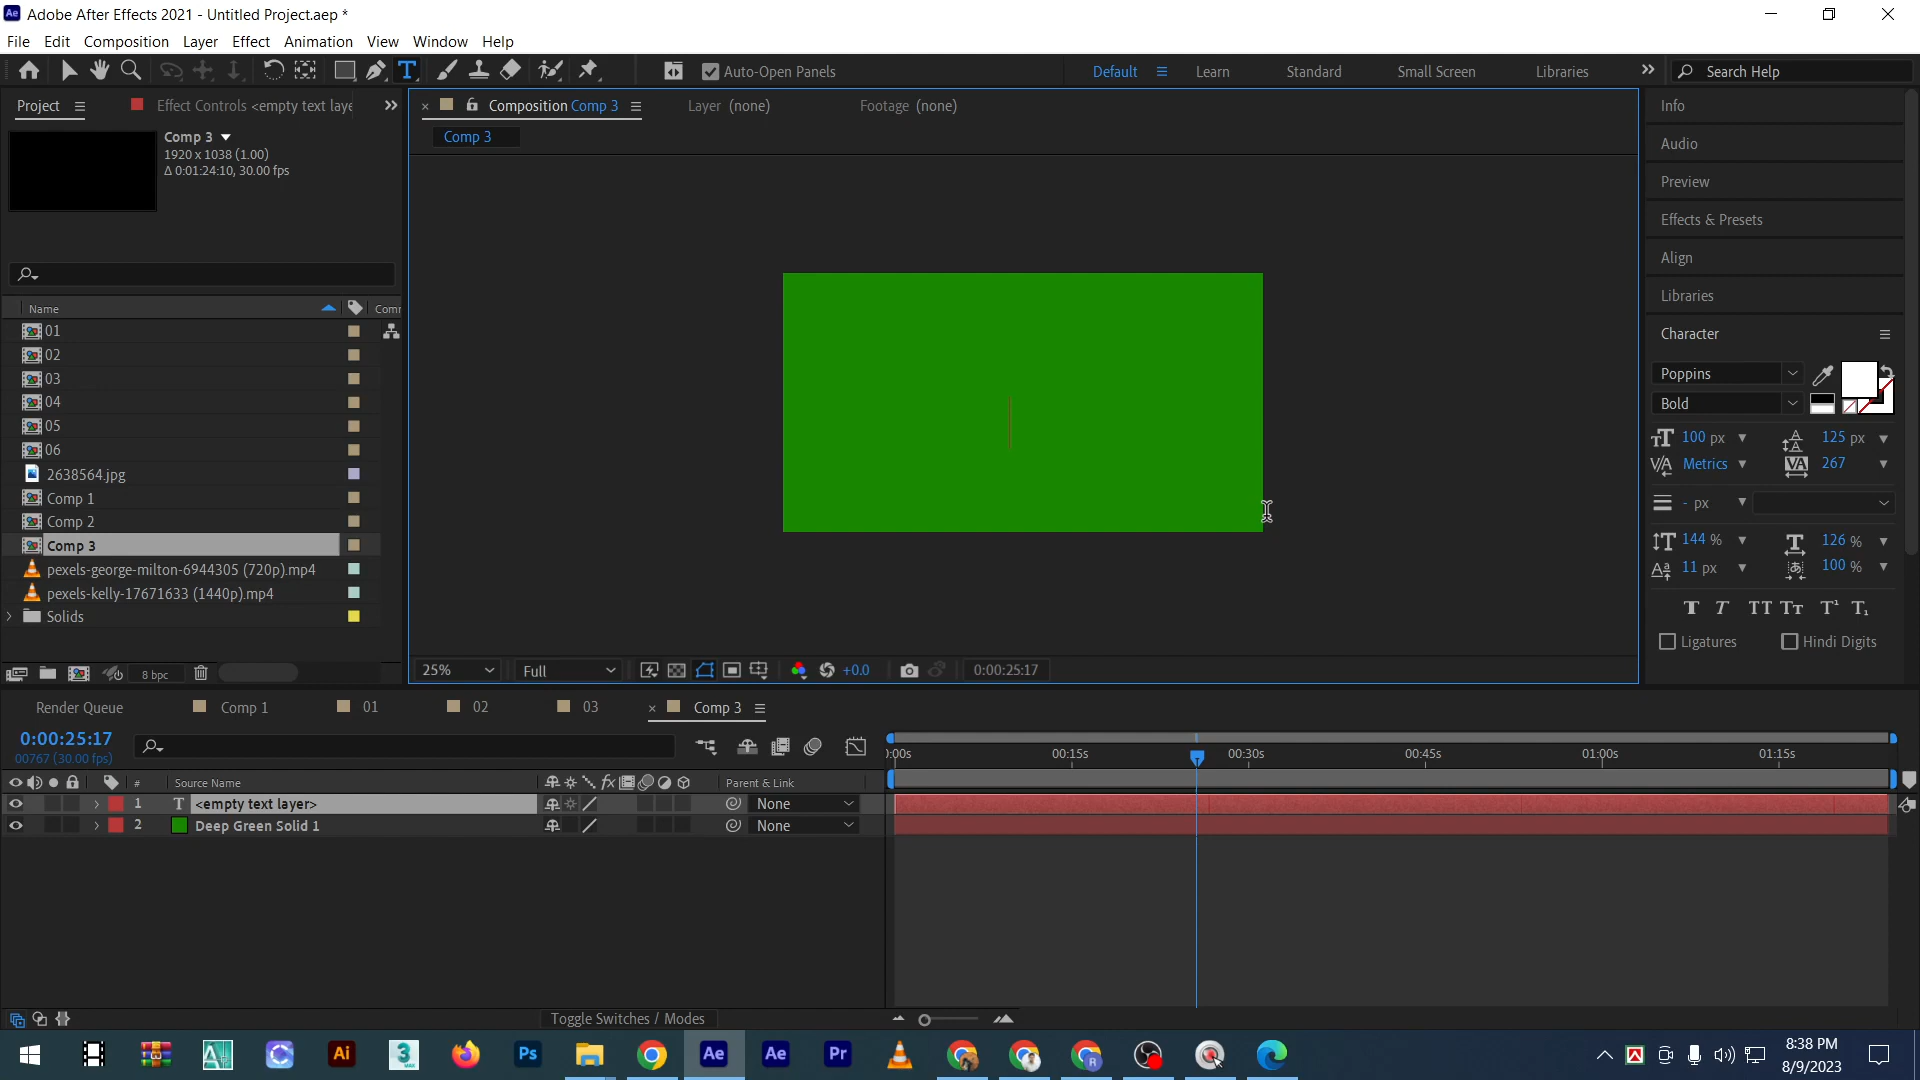 Adobe After Effects 2021 - Untitled Project.aep *
File Edit Composition Layer Effect Animation View Window Help
Auto-Open Panels
Default Learn Standard Small Screen Libraries
Search Help
Project
Effect Controls <empty text laye
Composition Comp 3
Layer (none)
Footage (none)
Info
Comp 3
1920 x 1038 (1.00)
Δ 0:01:24:10, 30.00 fps
Comp 3
Audio
Preview
Effects & Presets
Align
Libraries
Character
Name Comm
01
02
03
04
05
06
2638564.jpg
Comp 1
Comp 2
Comp 3
pexels-george-milton-6944305 (720p).mp4
pexels-kelly-17671633 (1440p).mp4
Solids
Poppins
Bold
100 px 125 px
Metrics 267
- px
144 % 126 %
11 px 100 %
Ligatures Hindi Digits
8 bpc
25% Full +0.0 0:00:25:17
Render Queue Comp 1 01 02 03 Comp 3
0:00:25:17
00767 (30.00 fps)
:00s 00:15s 00:30s 00:45s 01:00s 01:15s
# Source Name Parent & Link
1 T <empty text layer> None
2 Deep Green Solid 1 None
Toggle Switches / Modes
Ai 3 MAX Ps Ae Ae Pr R
8:38 PM
8/9/2023